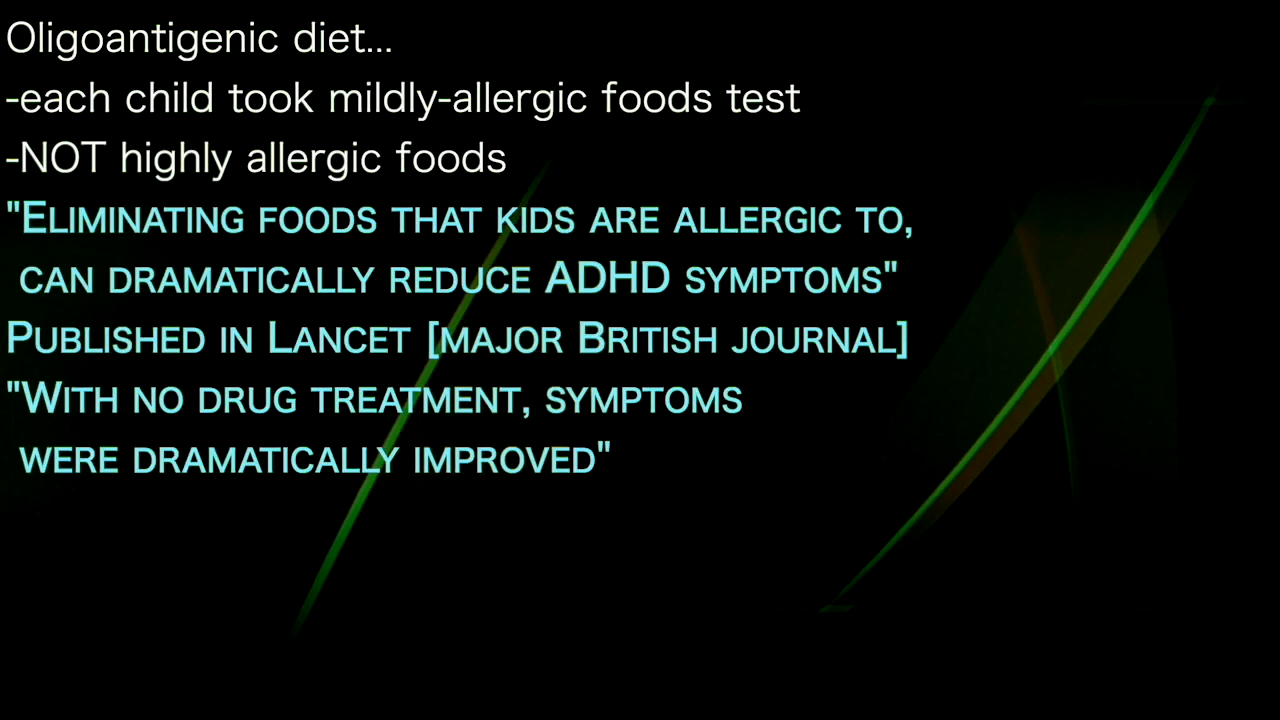 Oligoantigenic diet...
-each child took mildly-allergic foods test
-NOT highly allergic foods
"ELIMINATING FOODS THAT KIDS ARE ALLERGIC TO,
CAN DRAMATICALLY REDUCE ADHD SYMPTOMS"
PUBLISHED IN LANCET [MAJOR BRITISH JOURNAL]
"WITH NO DRUG TREATMENT, SYMPTOMS
WERE DRAMATICALLY IMPROVED"